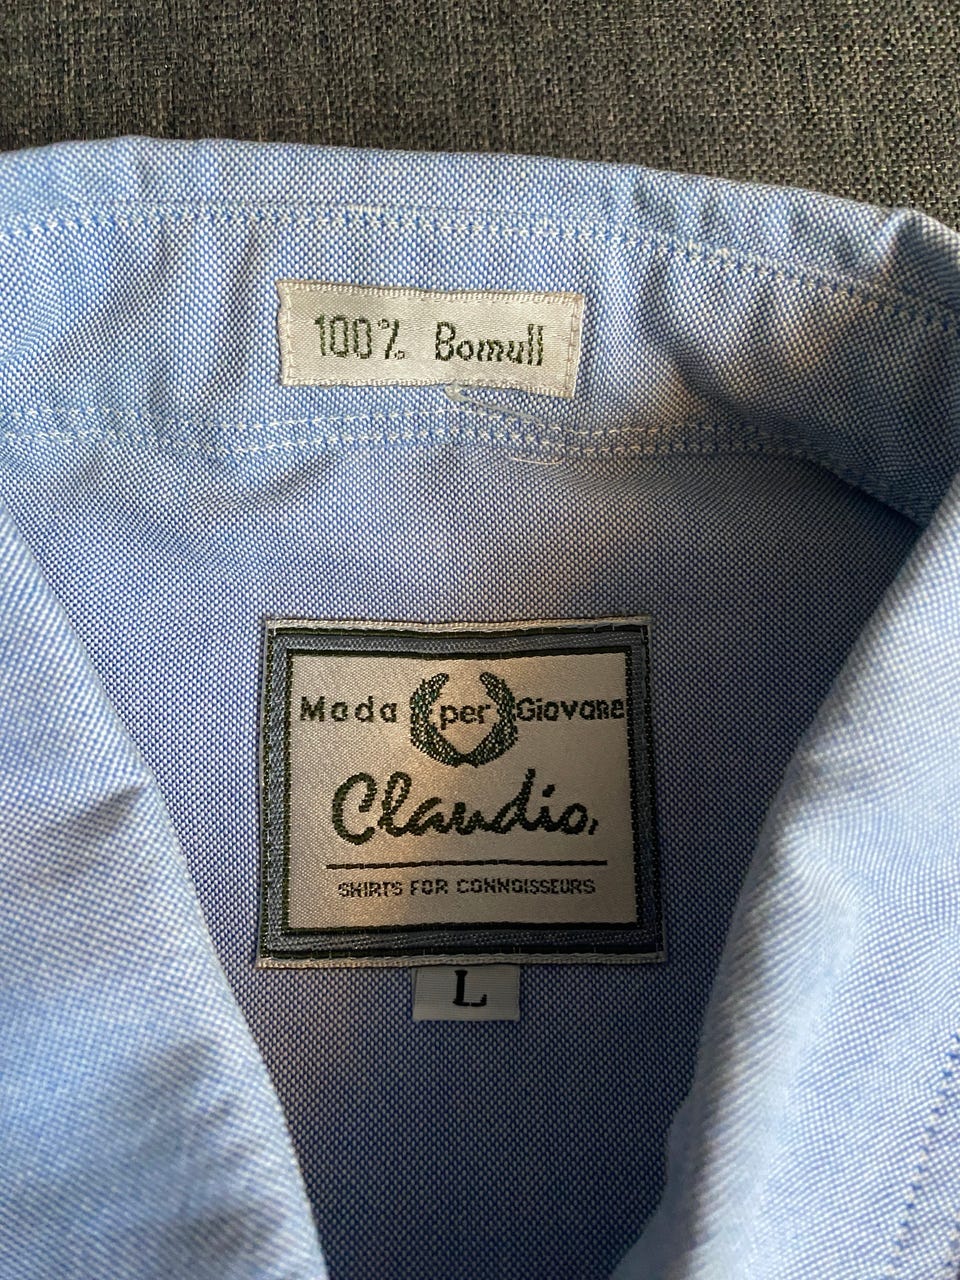 100% Bomull
Moda per Giovane
Claudio,
SHIRTS FOR CONNOISSEURS
L